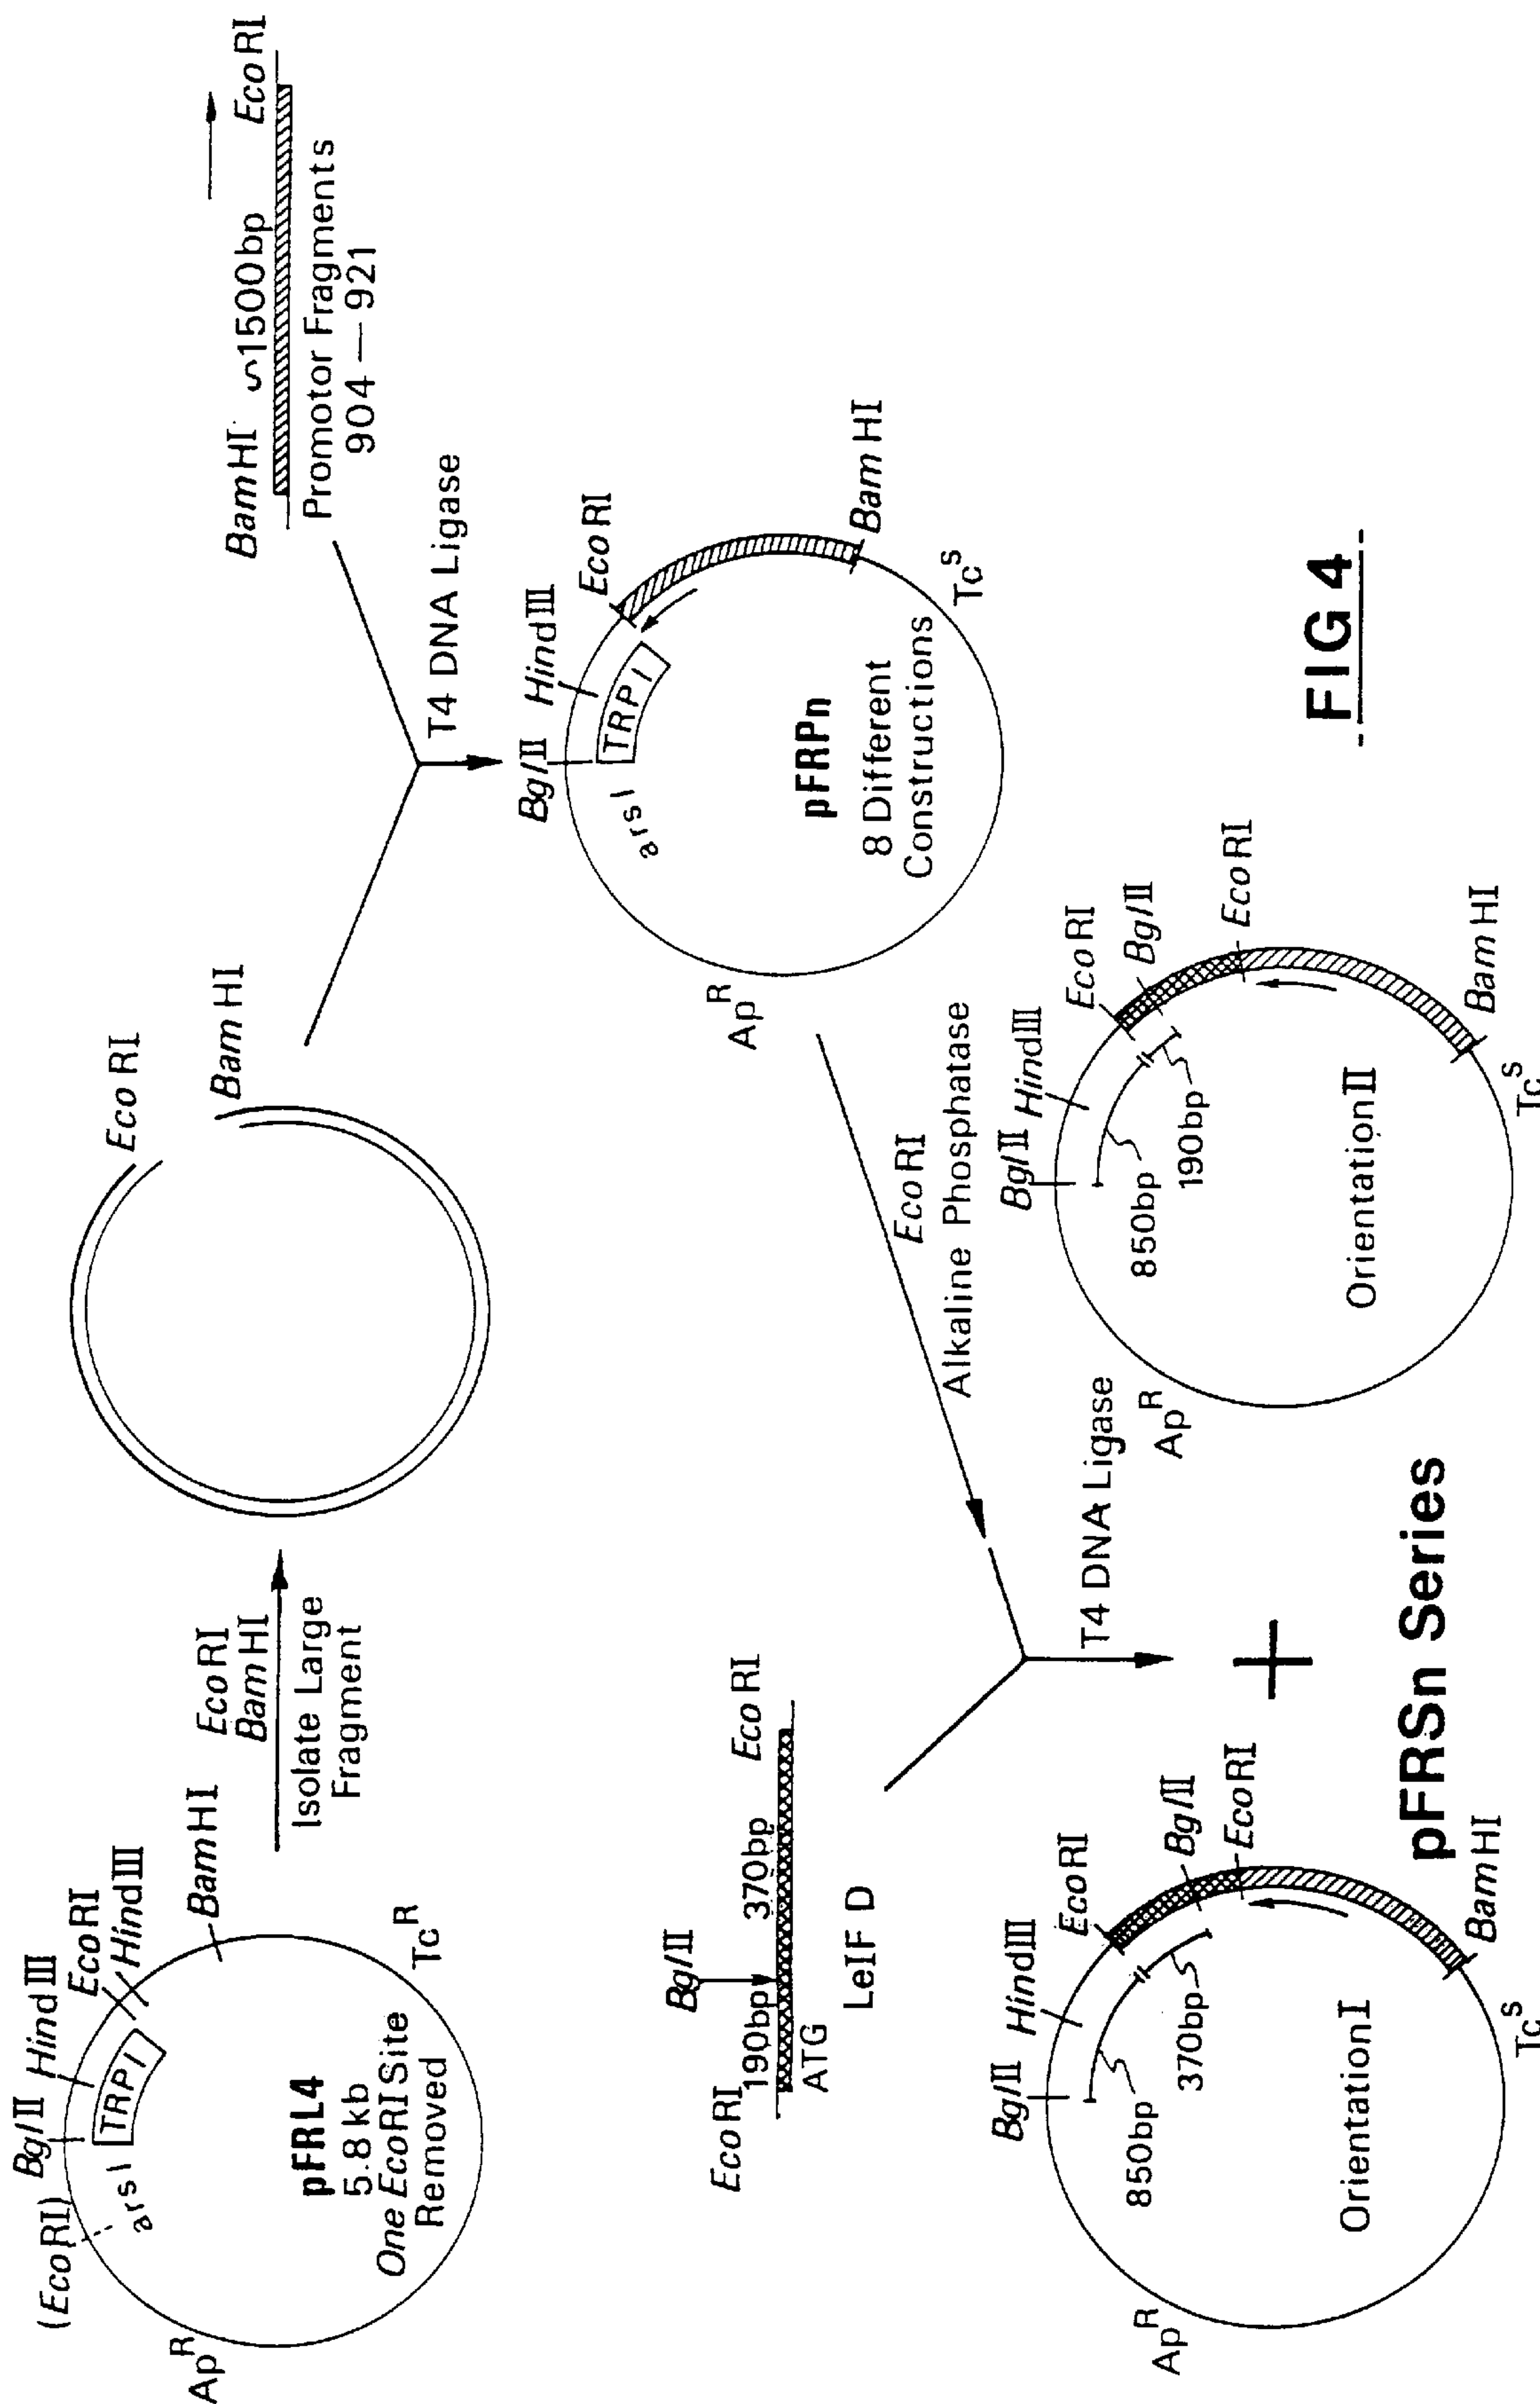 (EcoRI)
BglII
HindIII
EcoRI
HindIII
BamHI
TRP1
ars1
Ap^R
Tc^R
pFRL4
5.8 kb
One EcoRI Site
Removed
EcoRI
BamHI
Isolate Large
Fragment
EcoRI
BamHI
BamHI ∽1500bp EcoRI
Promotor Fragments
904 — 921
T4 DNA Ligase
BglII
HindIII
EcoRI
BamHI
TRP1
ars1
Ap^R
Tc^S
pFRPn
8 Different
Constructions
EcoRI
Alkaline Phosphatase
BglII
EcoRI 190bp 370bp EcoRI
ATG
LeIF D
T4 DNA Ligase
BglII
HindIII
EcoRI
BglII
EcoRI
BamHI
850bp
370bp
Ap^R
Tc^S
Orientation I
+
BglII
HindIII
EcoRI
BglII
EcoRI
BamHI
850bp
190bp
Ap^R
Tc^S
Orientation II
pFRSn Series
FIG 4